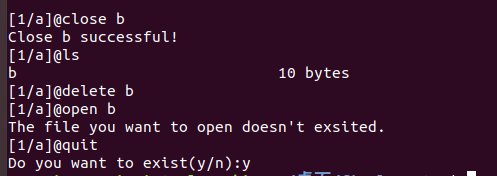 [1/a]@close b
Close b successful!
[1/a]@ls
b 10 bytes
[1/a]@delete b
[1/a]@open b
The file you want to open doesn't exsited.
[1/a]@quit
Do you want to exist(y/n):y